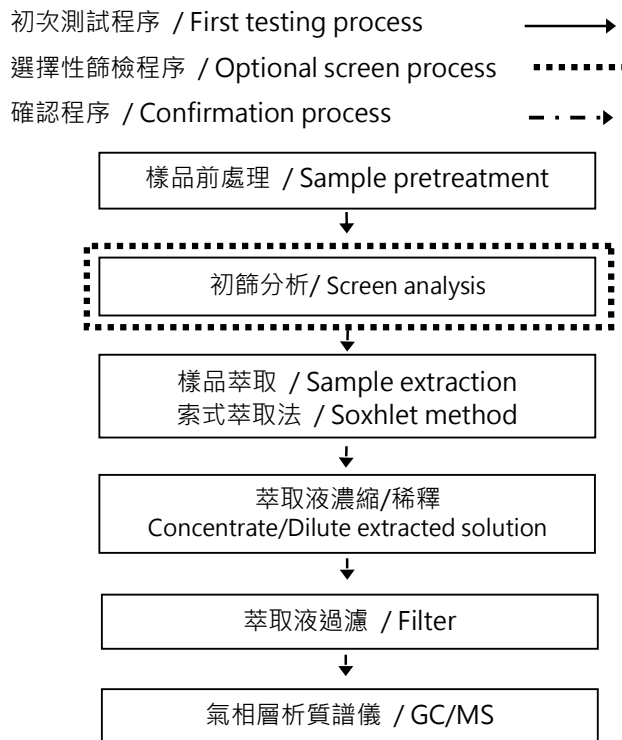 初次測試程序 / First testing process
選擇性篩檢程序 / Optional screen process
確認程序 / Confirmation process
樣品前處理 / Sample pretreatment
初篩分析/ Screen analysis
樣品萃取 / Sample extraction
索式萃取法 / Soxhlet method
萃取液濃縮/稀釋
Concentrate/Dilute extracted solution
萃取液過濾 / Filter
氣相層析質譜儀 / GC/MS